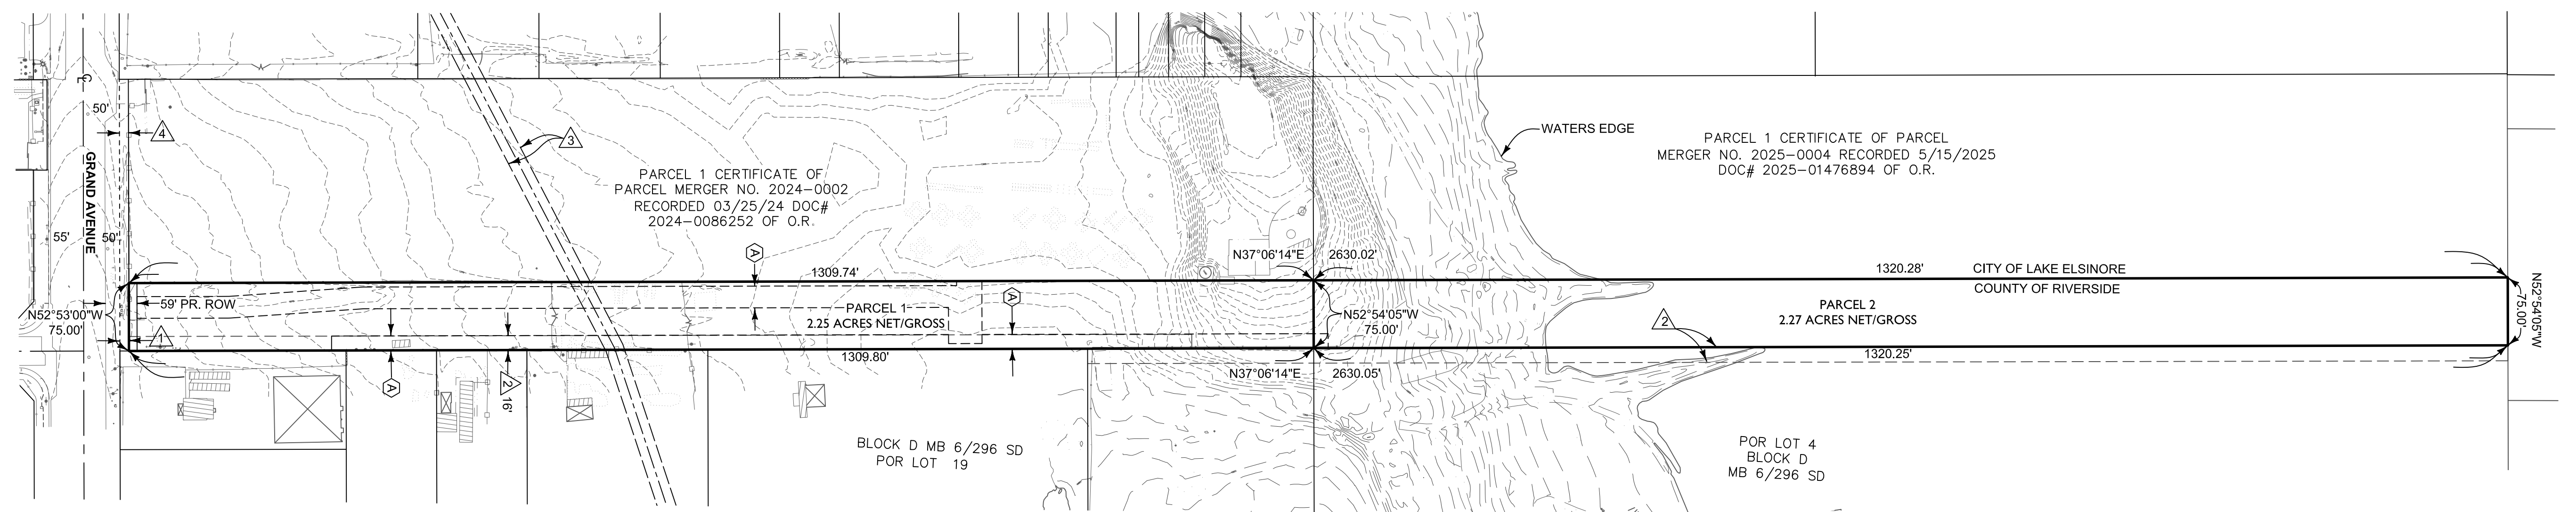 C
L
50'
GRAND AVENUE
55'
50'
4
3
PARCEL 1 CERTIFICATE OF
PARCEL MERGER NO. 2024-0002
RECORDED 03/25/24 DOC#
2024-0086252 OF O.R.
WATERS EDGE
PARCEL 1 CERTIFICATE OF PARCEL
MERGER NO. 2025-0004 RECORDED 5/15/2025
DOC# 2025-01476894 OF O.R.
A
N37°06'14"E
2630.02'
1309.74'
1320.28'
CITY OF LAKE ELSINORE
COUNTY OF RIVERSIDE
59' PR. ROW
N52°53'00"W
75.00'
1
PARCEL 1
2.25 ACRES NET/GROSS
A
N52°54'05"W
75.00'
2
PARCEL 2
2.27 ACRES NET/GROSS
N52°54'05"W
75.00'
1309.80'
1320.25'
N37°06'14"E
2630.05'
A
2
16'
BLOCK D MB 6/296 SD
POR LOT 19
POR LOT 4
BLOCK D
MB 6/296 SD